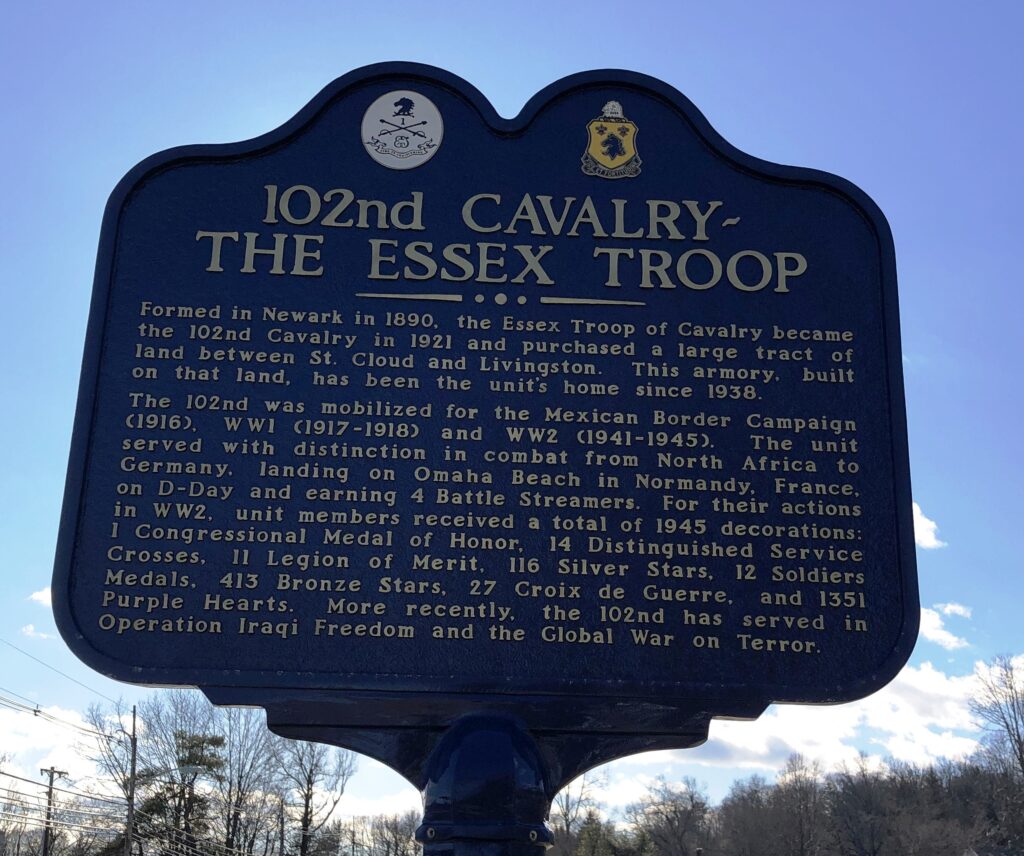 1
102nd CAVALRY~
THE ESSEX TROOP
Formed in Newark in 1890, the Essex Troop of Cavalry became
the 102nd Cavalry in 1921 and purchased a large tract of
land between St. Cloud and Livingston. This armory, built
on that land, has been the unit's home since 1938.
The 102nd was mobilized for the Mexican Border Campaign
(1916), WW1 (1917-1918) and WW2 (1941-1945). The unit
served with distinction in combat from North Africa to
Germany, landing on Omaha Beach in Normandy, France,
on D-Day and earning 4 Battle Streamers. For their actions
in WW2, unit members received a total of 1945 decorations:
1 Congressional Medal of Honor, 14 Distinguished Service
Crosses, 11 Legion of Merit, 116 Silver Stars, 12 Soldiers
Medals, 413 Bronze Stars, 27 Croix de Guerre, and 1351
Purple Hearts. More recently, the 102nd has served in
Operation Iraqi Freedom and the Global War on Terror.